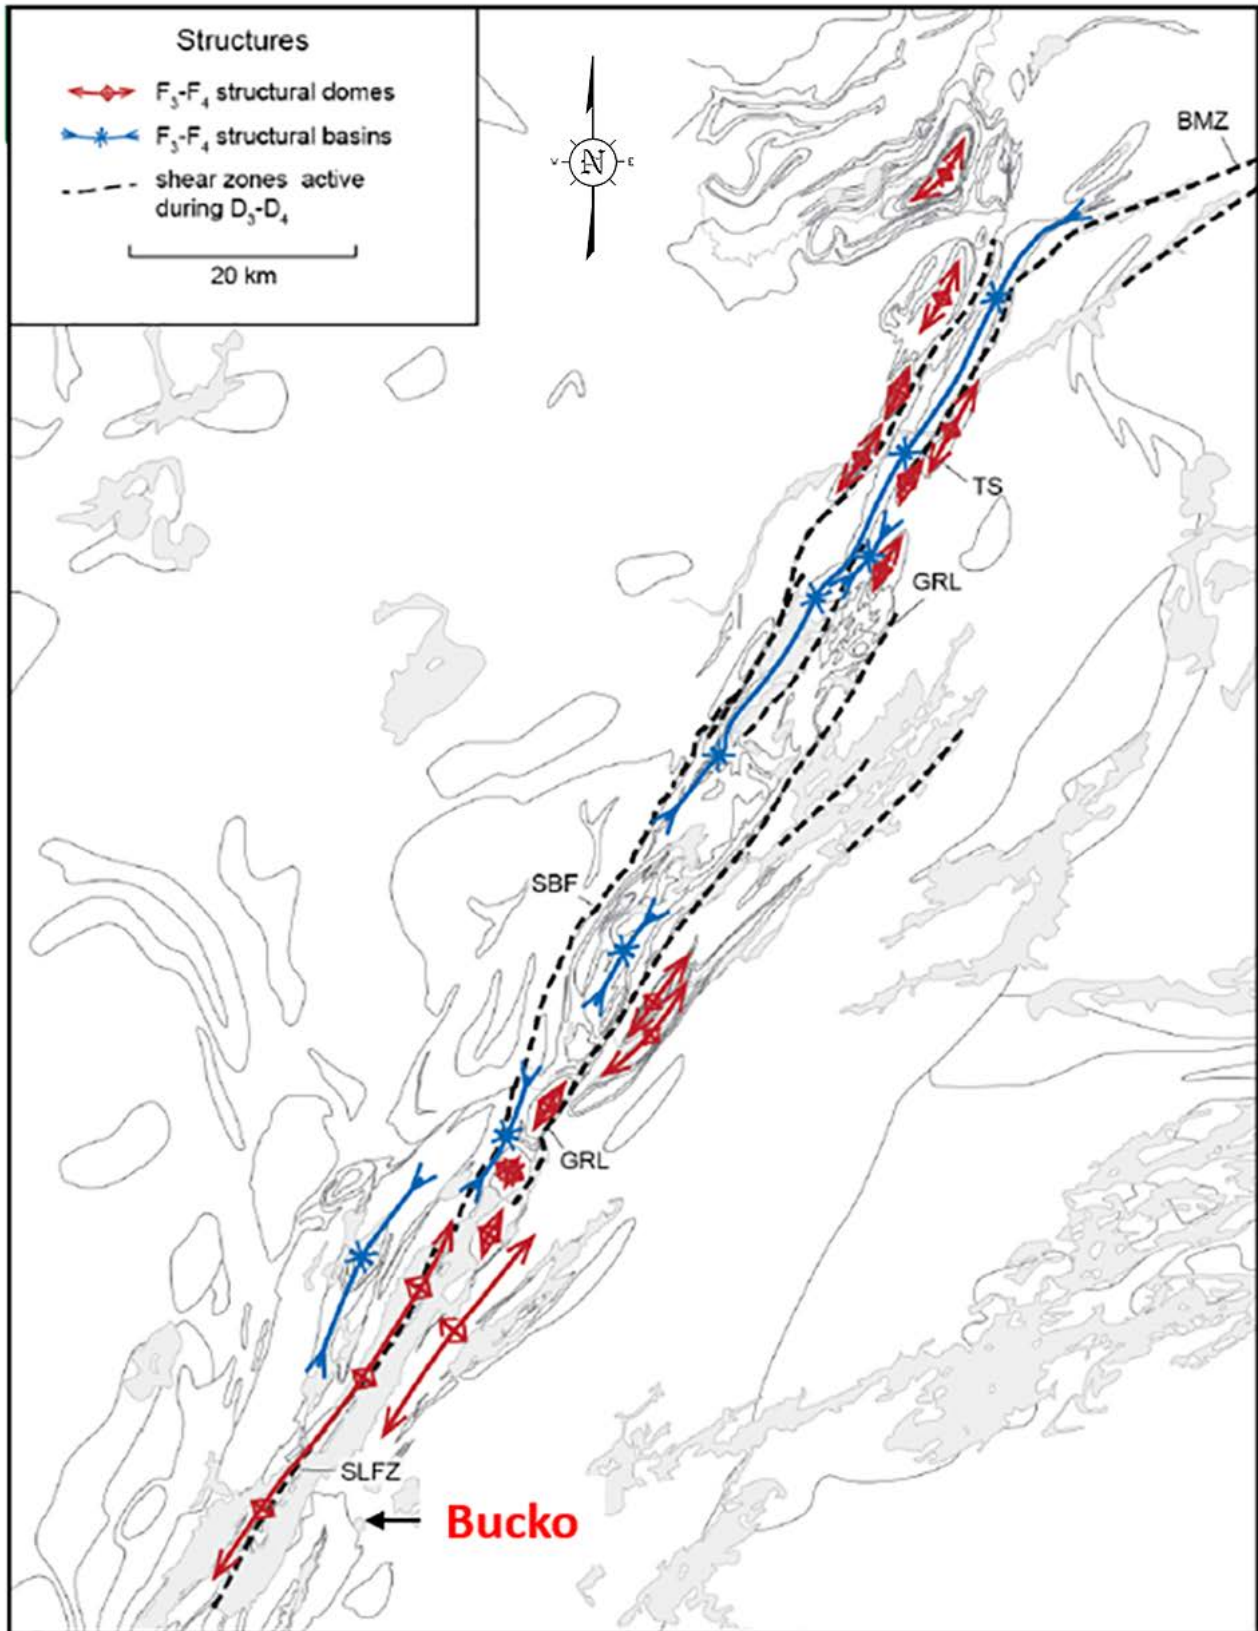 Structures
F₃-F₄ structural domes
F₃-F₄ structural basins
shear zones active
during D₃-D₄
20 km
N
E
BMZ
TS
GRL
SBF
GRL
SLFZ
Bucko